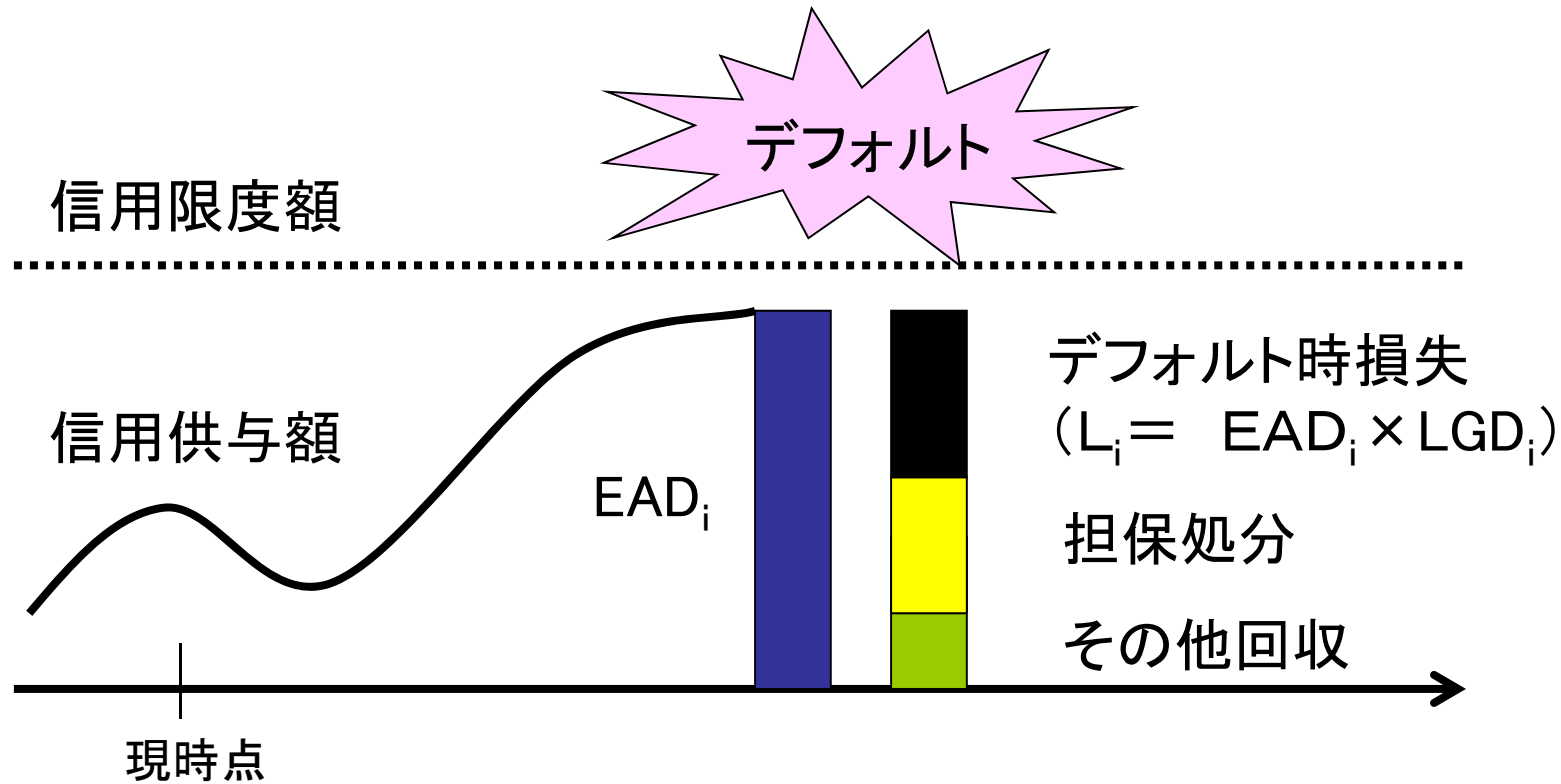 デフォルト
信用限度額
信用供与額
EADi
デフォルト時損失
（Li＝　EADi×LGDi）
担保処分
その他回収
現時点